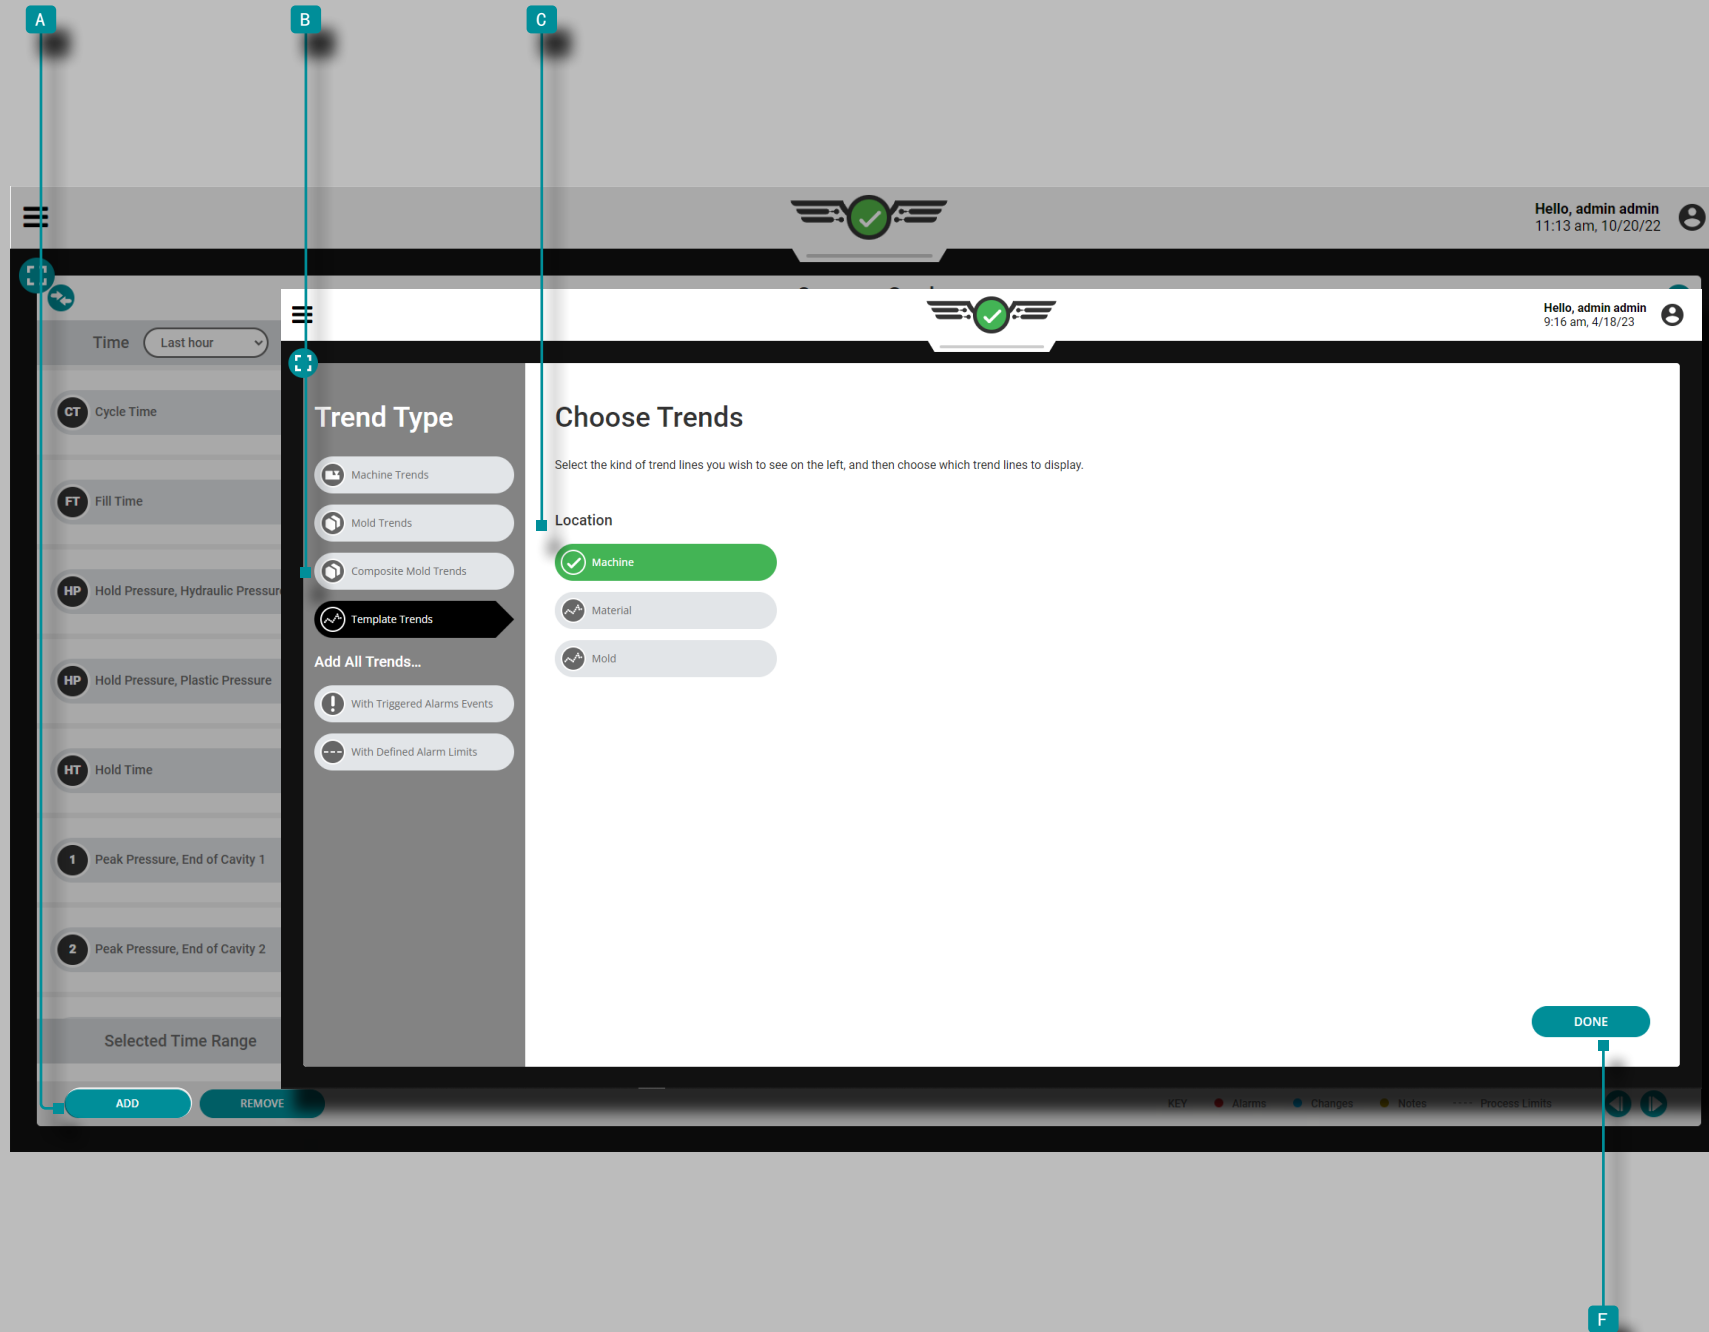 A
B
C
Hello, admin admin
11:13 am, 10/20/22
Hello, admin admin
9:16 am, 4/18/23
Time
Last hour
CT Cycle Time
FT Fill Time
HP Hold Pressure, Hydraulic Pressure
HP Hold Pressure, Plastic Pressure
HT Hold Time
1 Peak Pressure, End of Cavity 1
2 Peak Pressure, End of Cavity 2
Selected Time Range
ADD
REMOVE
Trend Type
Machine Trends
Mold Trends
Composite Mold Trends
Template Trends
Add All Trends...
With Triggered Alarms Events
With Defined Alarm Limits
Choose Trends
Select the kind of trend lines you wish to see on the left, and then choose which trend lines to display.
Location
Machine
Material
Mold
DONE
KEY Alarms Changes Notes Process Limits
F